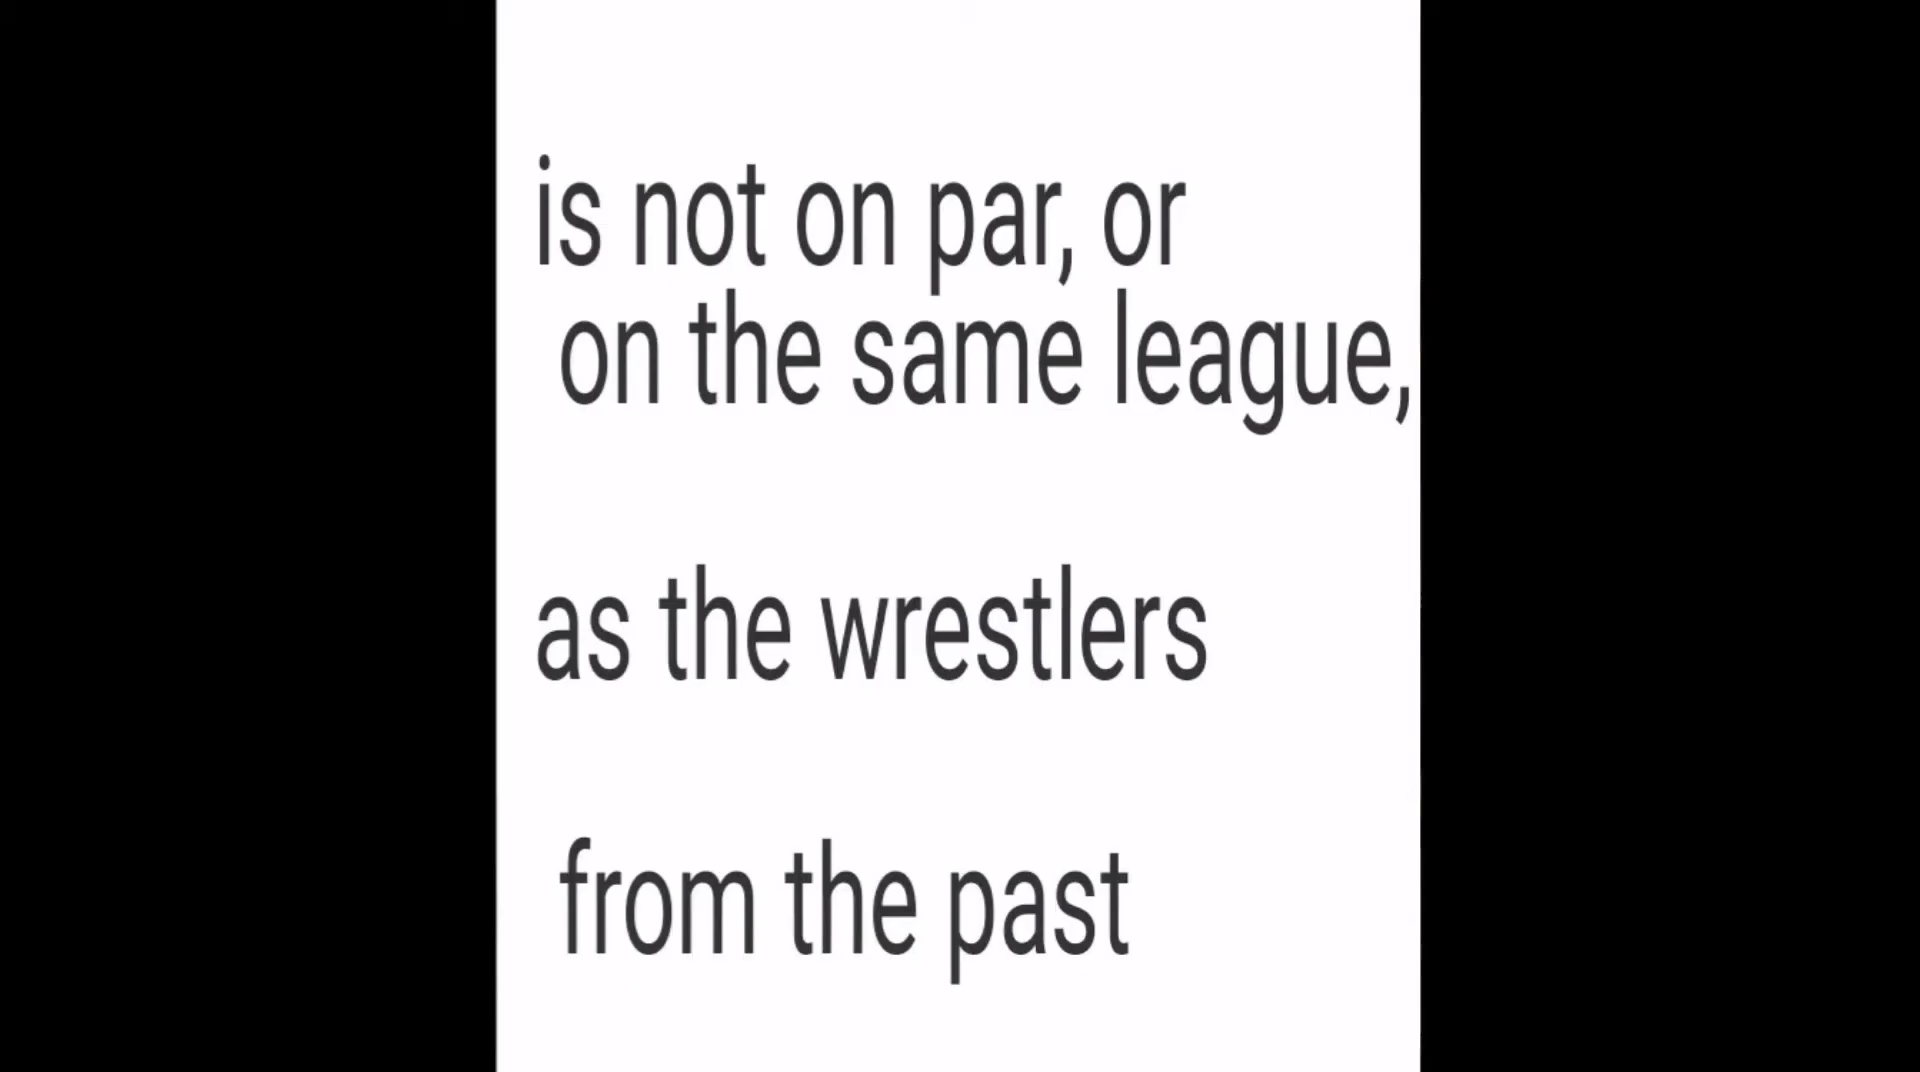 is not on par, or
on the same league,
as the wrestlers
from the past